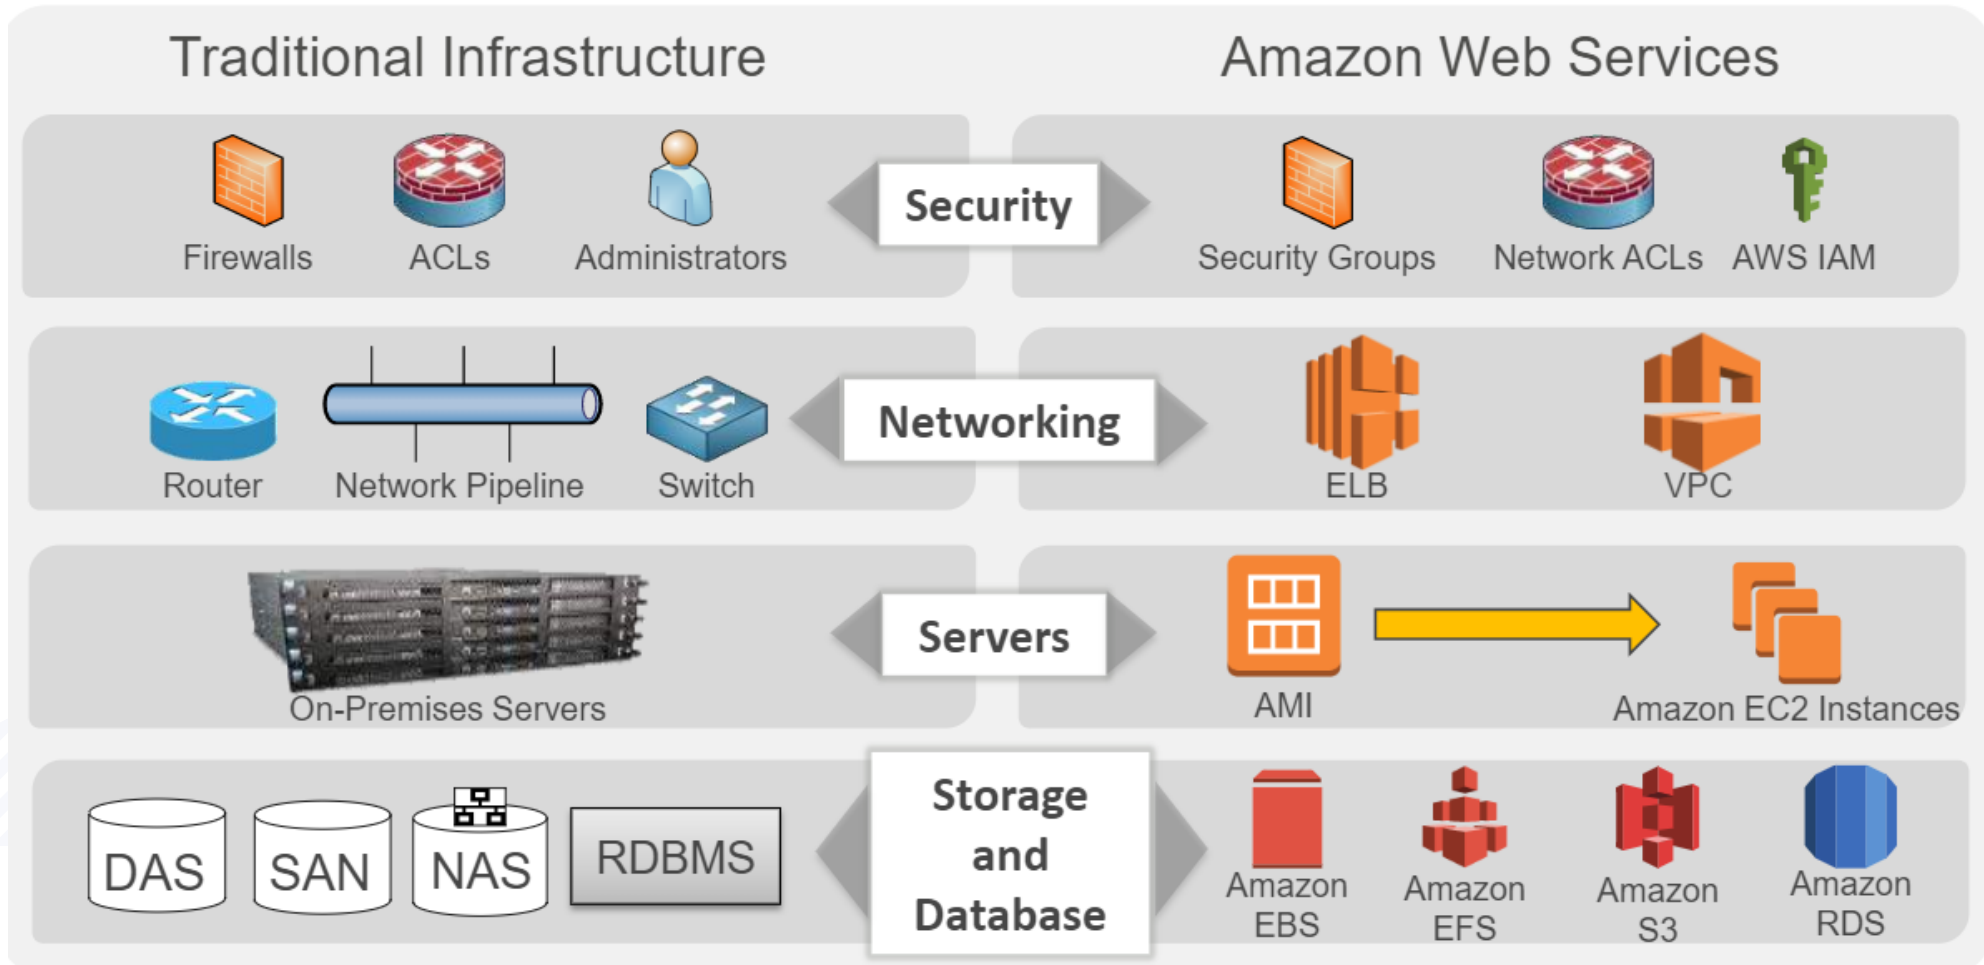 Traditional Infrastructure
Amazon Web Services
Firewalls
ACLs
Administrators
Security
Security Groups
Network ACLs
AWS IAM
Router
Network Pipeline
Switch
Networking
ELB
VPC
On-Premises Servers
Servers
AMI
Amazon EC2 Instances
DAS
SAN
NAS
RDBMS
Storage
and
Database
Amazon
EBS
Amazon
EFS
Amazon
S3
Amazon
RDS